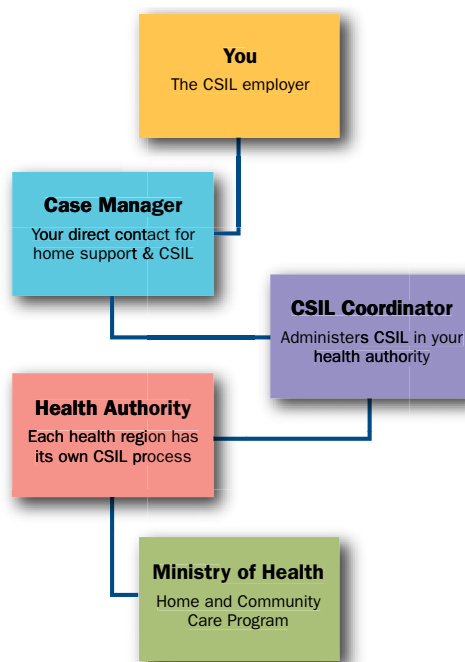 You
The CSIL employer
Case Manager
Your direct contact for
home support & CSIL
CSIL Coordinator
Administers CSIL in your
health authority
Health Authority
Each health region has
its own CSIL process
Ministry of Health
Home and Community
Care Program